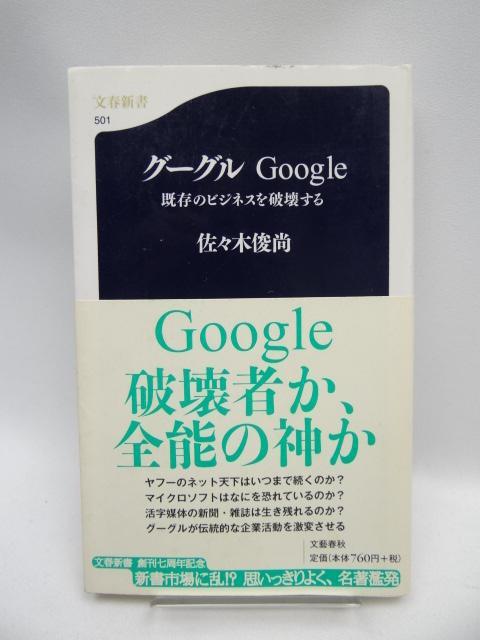 文春新書
501
グーグル Google
既存のビジネスを破壊する
佐々木俊尚
Google
破壊者か、
全能の神か
ヤフーのネット天下はいつまで続くのか?
マイクロソフトはなにを恐れているのか?
活字媒体の新聞・雑誌は生き残れるのか?
グーグルが伝統的な企業活動を激変させる
文藝春秋
定価(本体760円+税)
文春新書 創刊七周年記念
新書市場に乱!? 思いっきりよく、名著濫発